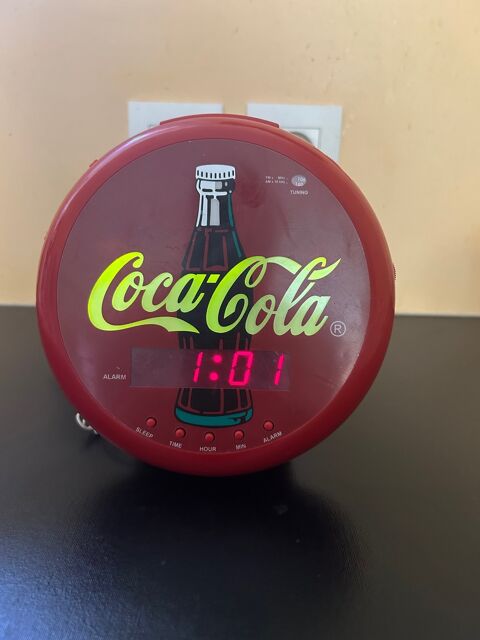 TUNING
Coca-Cola
®
ALARM
1:01
SLEEP
TIME
HOUR
MIN
ALARM